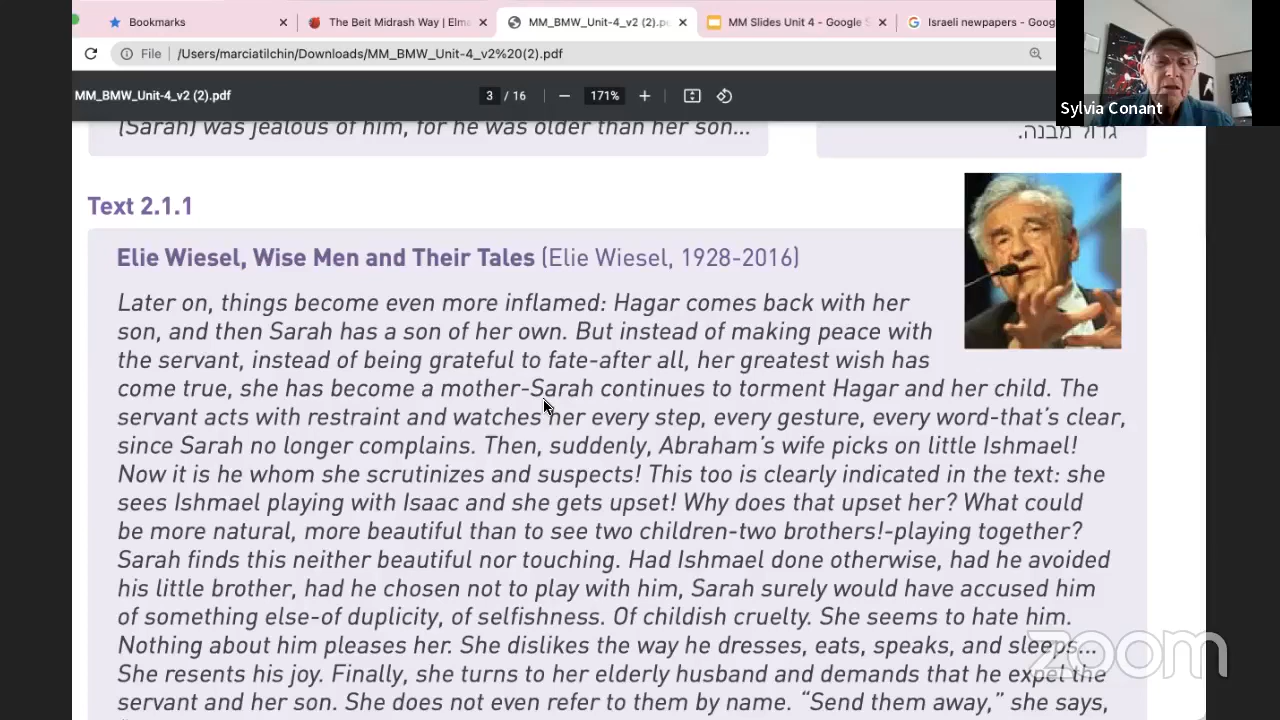 Bookmarks
The Beit Midrash Way | Elm
MM_BMW_Unit-4_v2 (2).p
MM Slides Unit 4 - Google S
Israeli newpapers - Goog
File | /Users/marciatilchin/Downloads/MM_BMW_Unit-4_v2%20(2).pdf
MM_BMW_Unit-4_v2 (2).pdf
3 / 16
171%
Sylvia Conant
(Sarah) was jealous of him, for he was older than her son...
גדול מבנה.
Text 2.1.1
Elie Wiesel, Wise Men and Their Tales (Elie Wiesel, 1928-2016)
Later on, things become even more inflamed: Hagar comes back with her
son, and then Sarah has a son of her own. But instead of making peace with
the servant, instead of being grateful to fate-after all, her greatest wish has
come true, she has become a mother-Sarah continues to torment Hagar and her child. The
servant acts with restraint and watches her every step, every gesture, every word-that's clear,
since Sarah no longer complains. Then, suddenly, Abraham's wife picks on little Ishmael!
Now it is he whom she scrutinizes and suspects! This too is clearly indicated in the text: she
sees Ishmael playing with Isaac and she gets upset! Why does that upset her? What could
be more natural, more beautiful than to see two children-two brothers!-playing together?
Sarah finds this neither beautiful nor touching. Had Ishmael done otherwise, had he avoided
his little brother, had he chosen not to play with him, Sarah surely would have accused him
of something else-of duplicity, of selfishness. Of childish cruelty. She seems to hate him.
Nothing about him pleases her. She dislikes the way he dresses, eats, speaks, and sleeps...
She resents his joy. Finally, she turns to her elderly husband and demands that he expel the
servant and her son. She does not even refer to them by name. “Send them away,” she says,
zoom